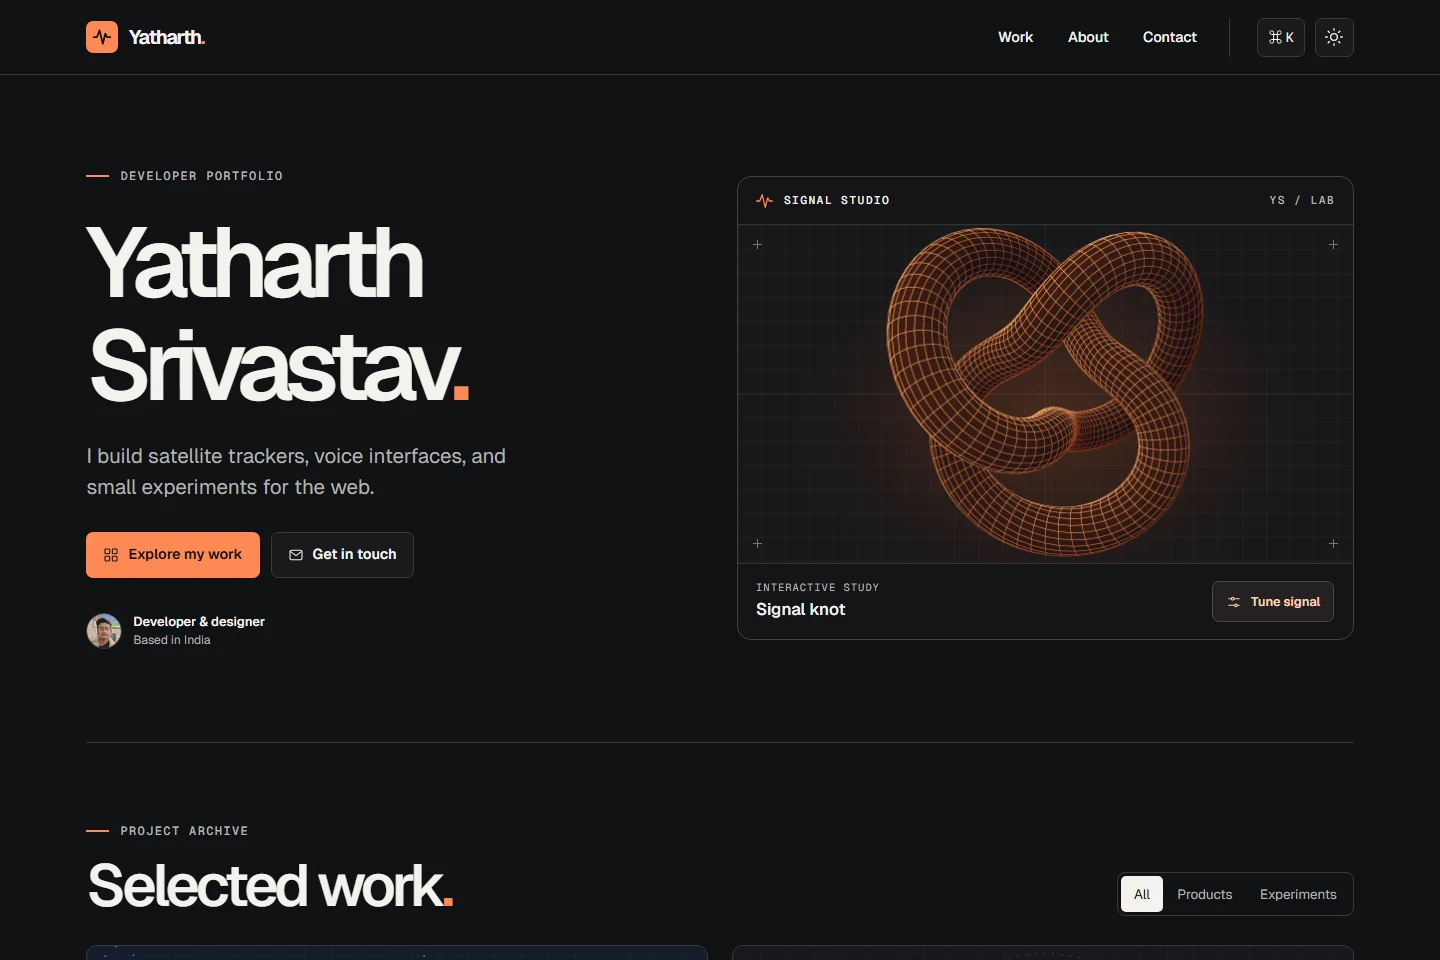 Yatharth.
Work
About
Contact
⌘ K
DEVELOPER PORTFOLIO
Yatharth
Srivastav.
I build satellite trackers, voice interfaces, and
small experiments for the web.
Explore my work
Get in touch
Developer & designer
Based in India
SIGNAL STUDIO
YS / LAB
INTERACTIVE STUDY
Signal knot
Tune signal
PROJECT ARCHIVE
Selected work.
All
Products
Experiments